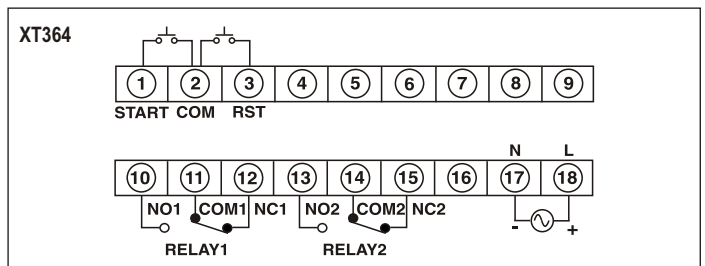 XT364
1 2 3 4 5 6 7 8 9
START COM RST
N L
10 11 12 13 14 15 16 17 18
NO1 COM1 NC1 NO2 COM2 NC2
- +
RELAY1 RELAY2